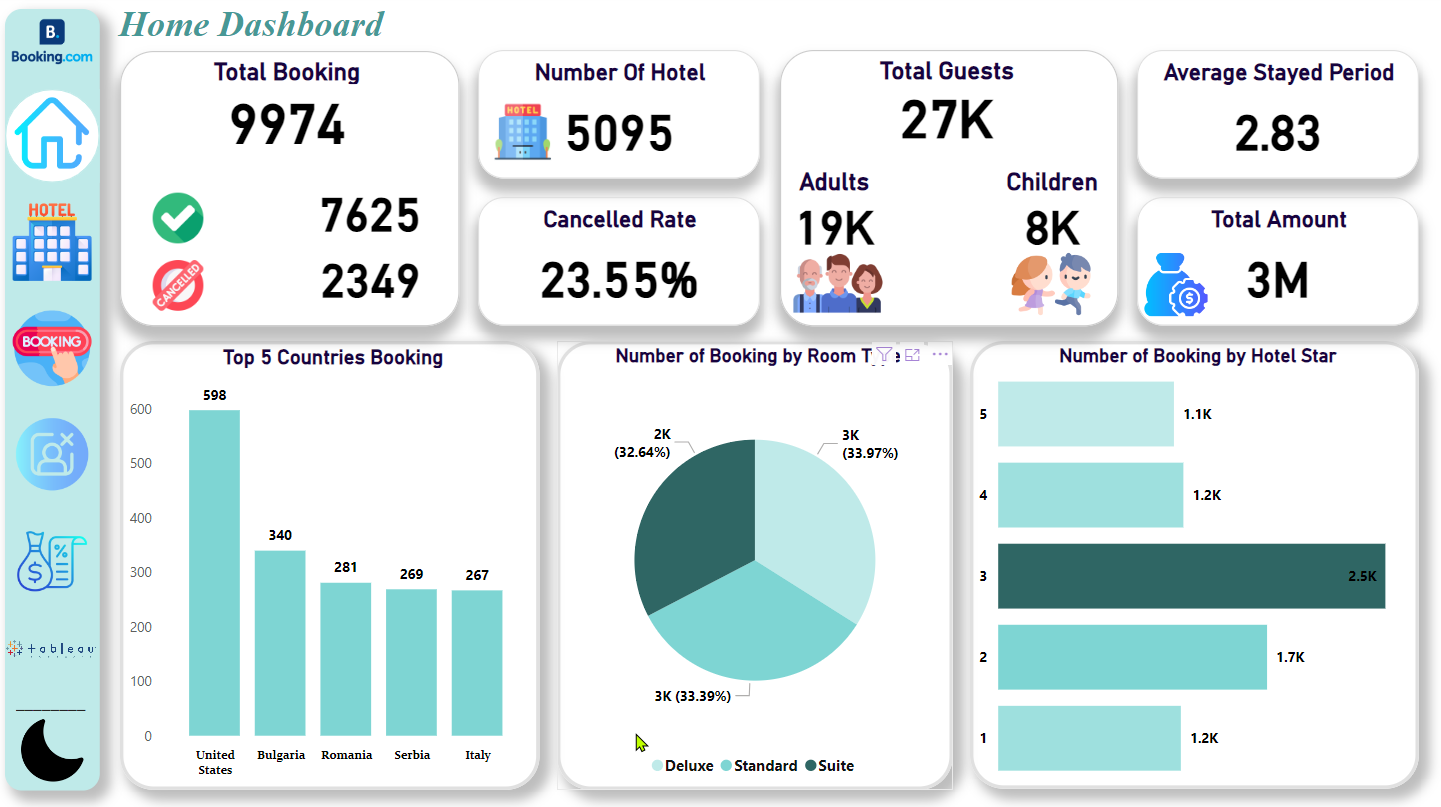 B.
Booking.com
HOTEL
BOOKING
%
$
tableau
Home Dashboard
Total Booking
9974
7625
CANCELLED
2349
Number Of Hotel
HOTEL
5095
Cancelled Rate
23.55%
Total Guests
27K
Adults
Children
19K
8K
Average Stayed Period
2.83
Total Amount
$
3M
Top 5 Countries Booking
600
500
400
300
200
100
0
598
340
281
269
267
United
States
Bulgaria
Romania
Serbia
Italy
Number of Booking by Room
2K
(32.64%)
3K
(33.97%)
3K (33.39%)
Deluxe
Standard
Suite
Number of Booking by Hotel Star
5
1.1K
4
1.2K
3
2.5K
2
1.7K
1
1.2K